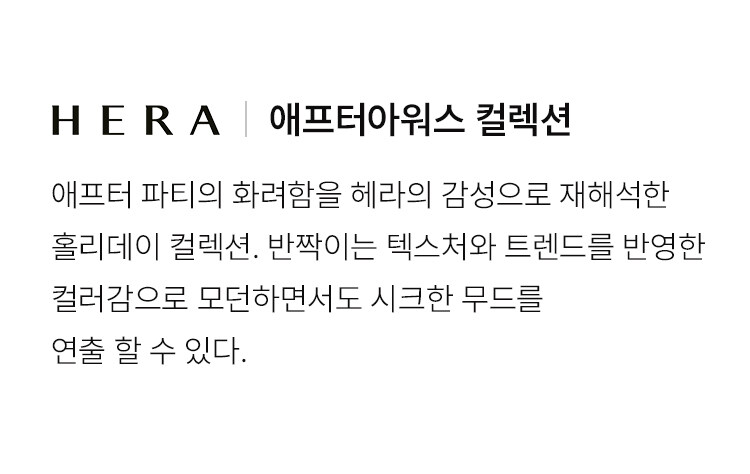 HERA | 애프터아워스 컬렉션
애프터 파티의 화려함을 헤라의 감성으로 재해석한
홀리데이 컬렉션. 반짝이는 텍스처와 트렌드를 반영한
컬러감으로 모던하면서도 시크한 무드를
연출 할 수 있다.